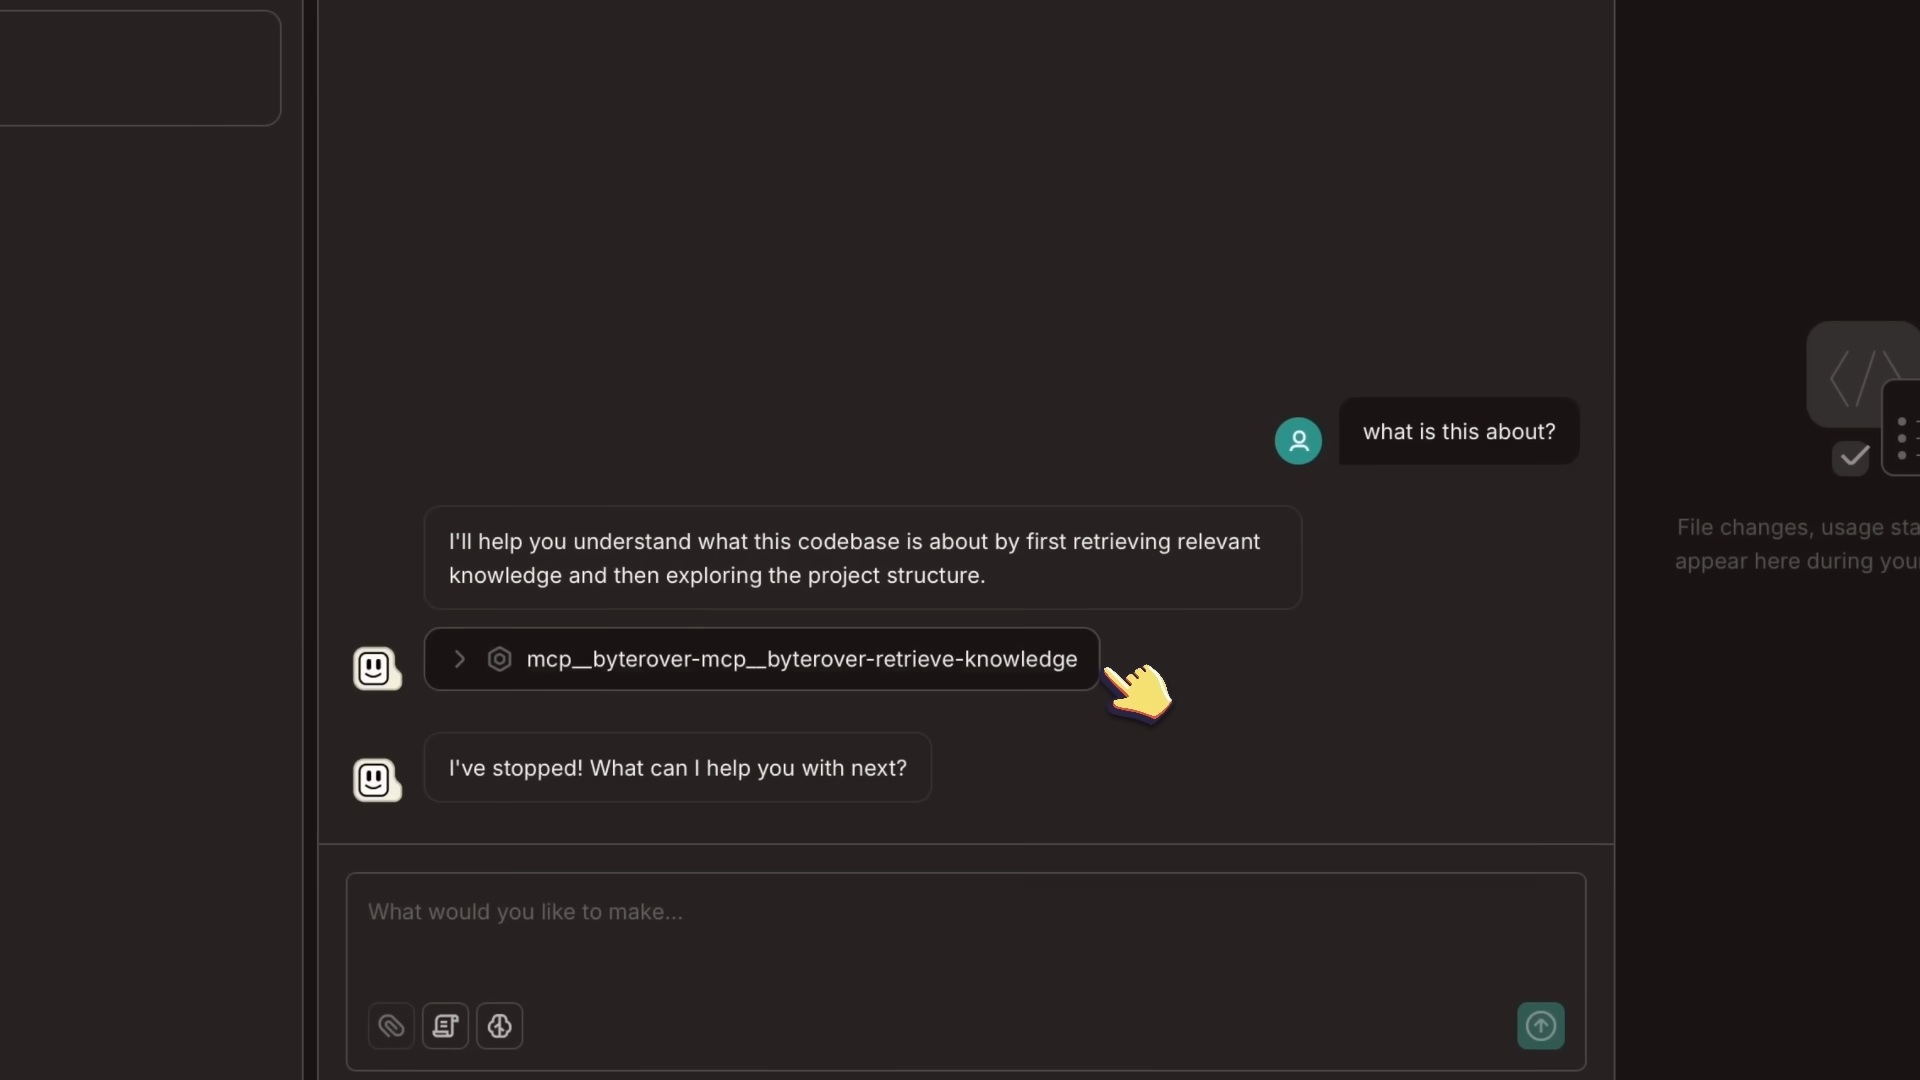 what is this about?
I'll help you understand what this codebase is about by first retrieving relevant
knowledge and then exploring the project structure.
mcp__byterover-mcp__byterover-retrieve-knowledge
I've stopped! What can I help you with next?
What would you like to make...
File changes, usage
appear here during